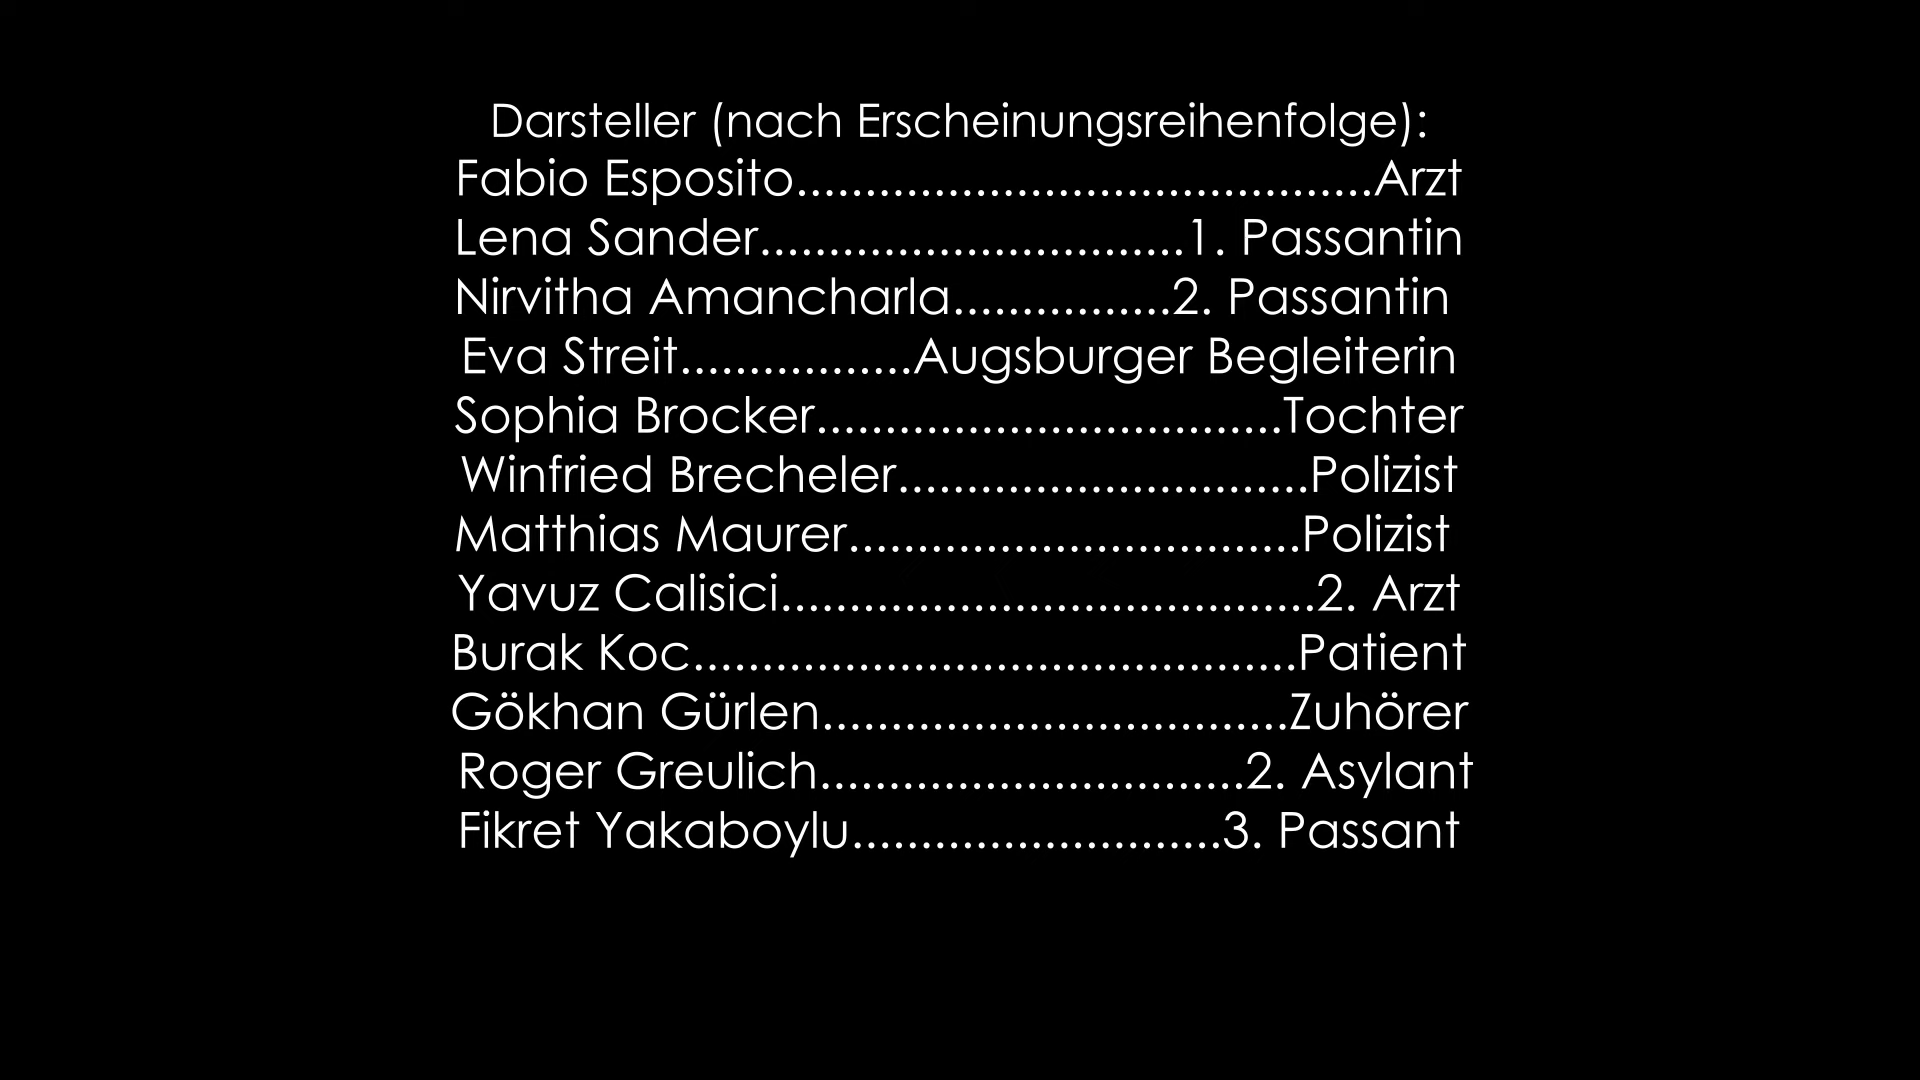 Darsteller (nach Erscheinungsreihenfolge):
Fabio Esposito..........................................Arzt
Lena Sander...............................1. Passantin
Nirvitha Amancharla................2. Passantin
Eva Streit.................Augsburger Begleiterin
Sophia Brocker..................................Tochter
Winfried Brecheler..............................Polizist
Matthias Maurer.................................Polizist
Yavuz Calisici.......................................2. Arzt
Burak Koc............................................Patient
Gökhan Gürlen..................................Zuhörer
Roger Greulich...............................2. Asylant
Fikret Yakaboylu...........................3. Passant